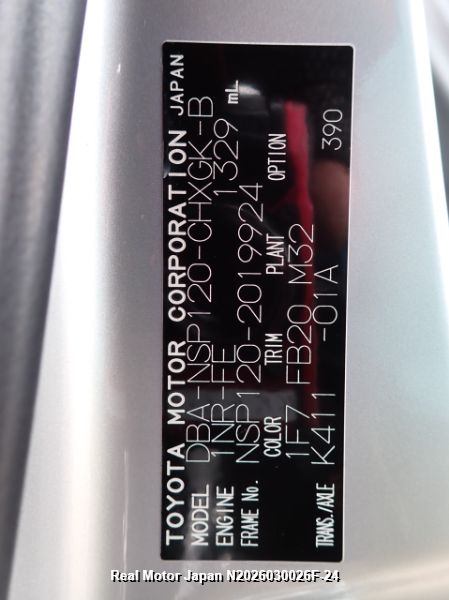 TOYOTA MOTOR CORPORATION JAPAN
MODEL DBA-NSP120-CHXGK-B
ENGINE 1NR-FE 1329 mL
FRAME No. NSP120-2019924
COLOR TRIM PLANT OPTION
1F7 FB20 M32
TRANS./AXLE K411 -01A 390
Real Motor Japan N2026030026F-24